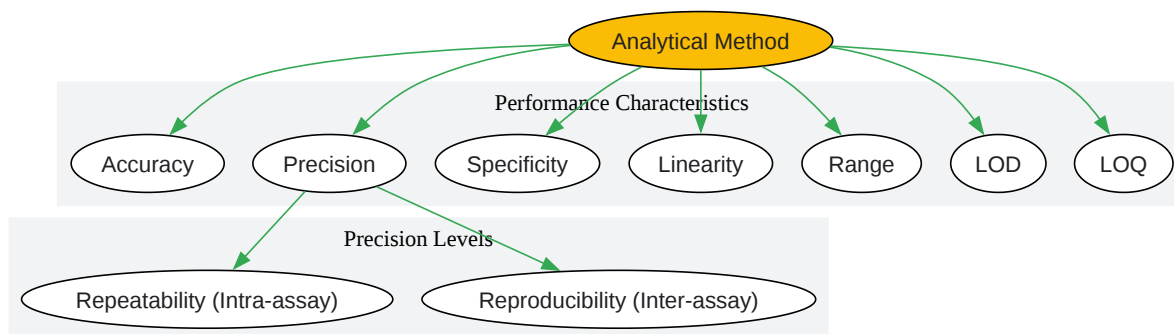 Analytical Method
Performance Characteristics
Accuracy
Precision
Specificity
Linearity
Range
LOD
LOQ
Precision Levels
Repeatability (Intra-assay)
Reproducibility (Inter-assay)